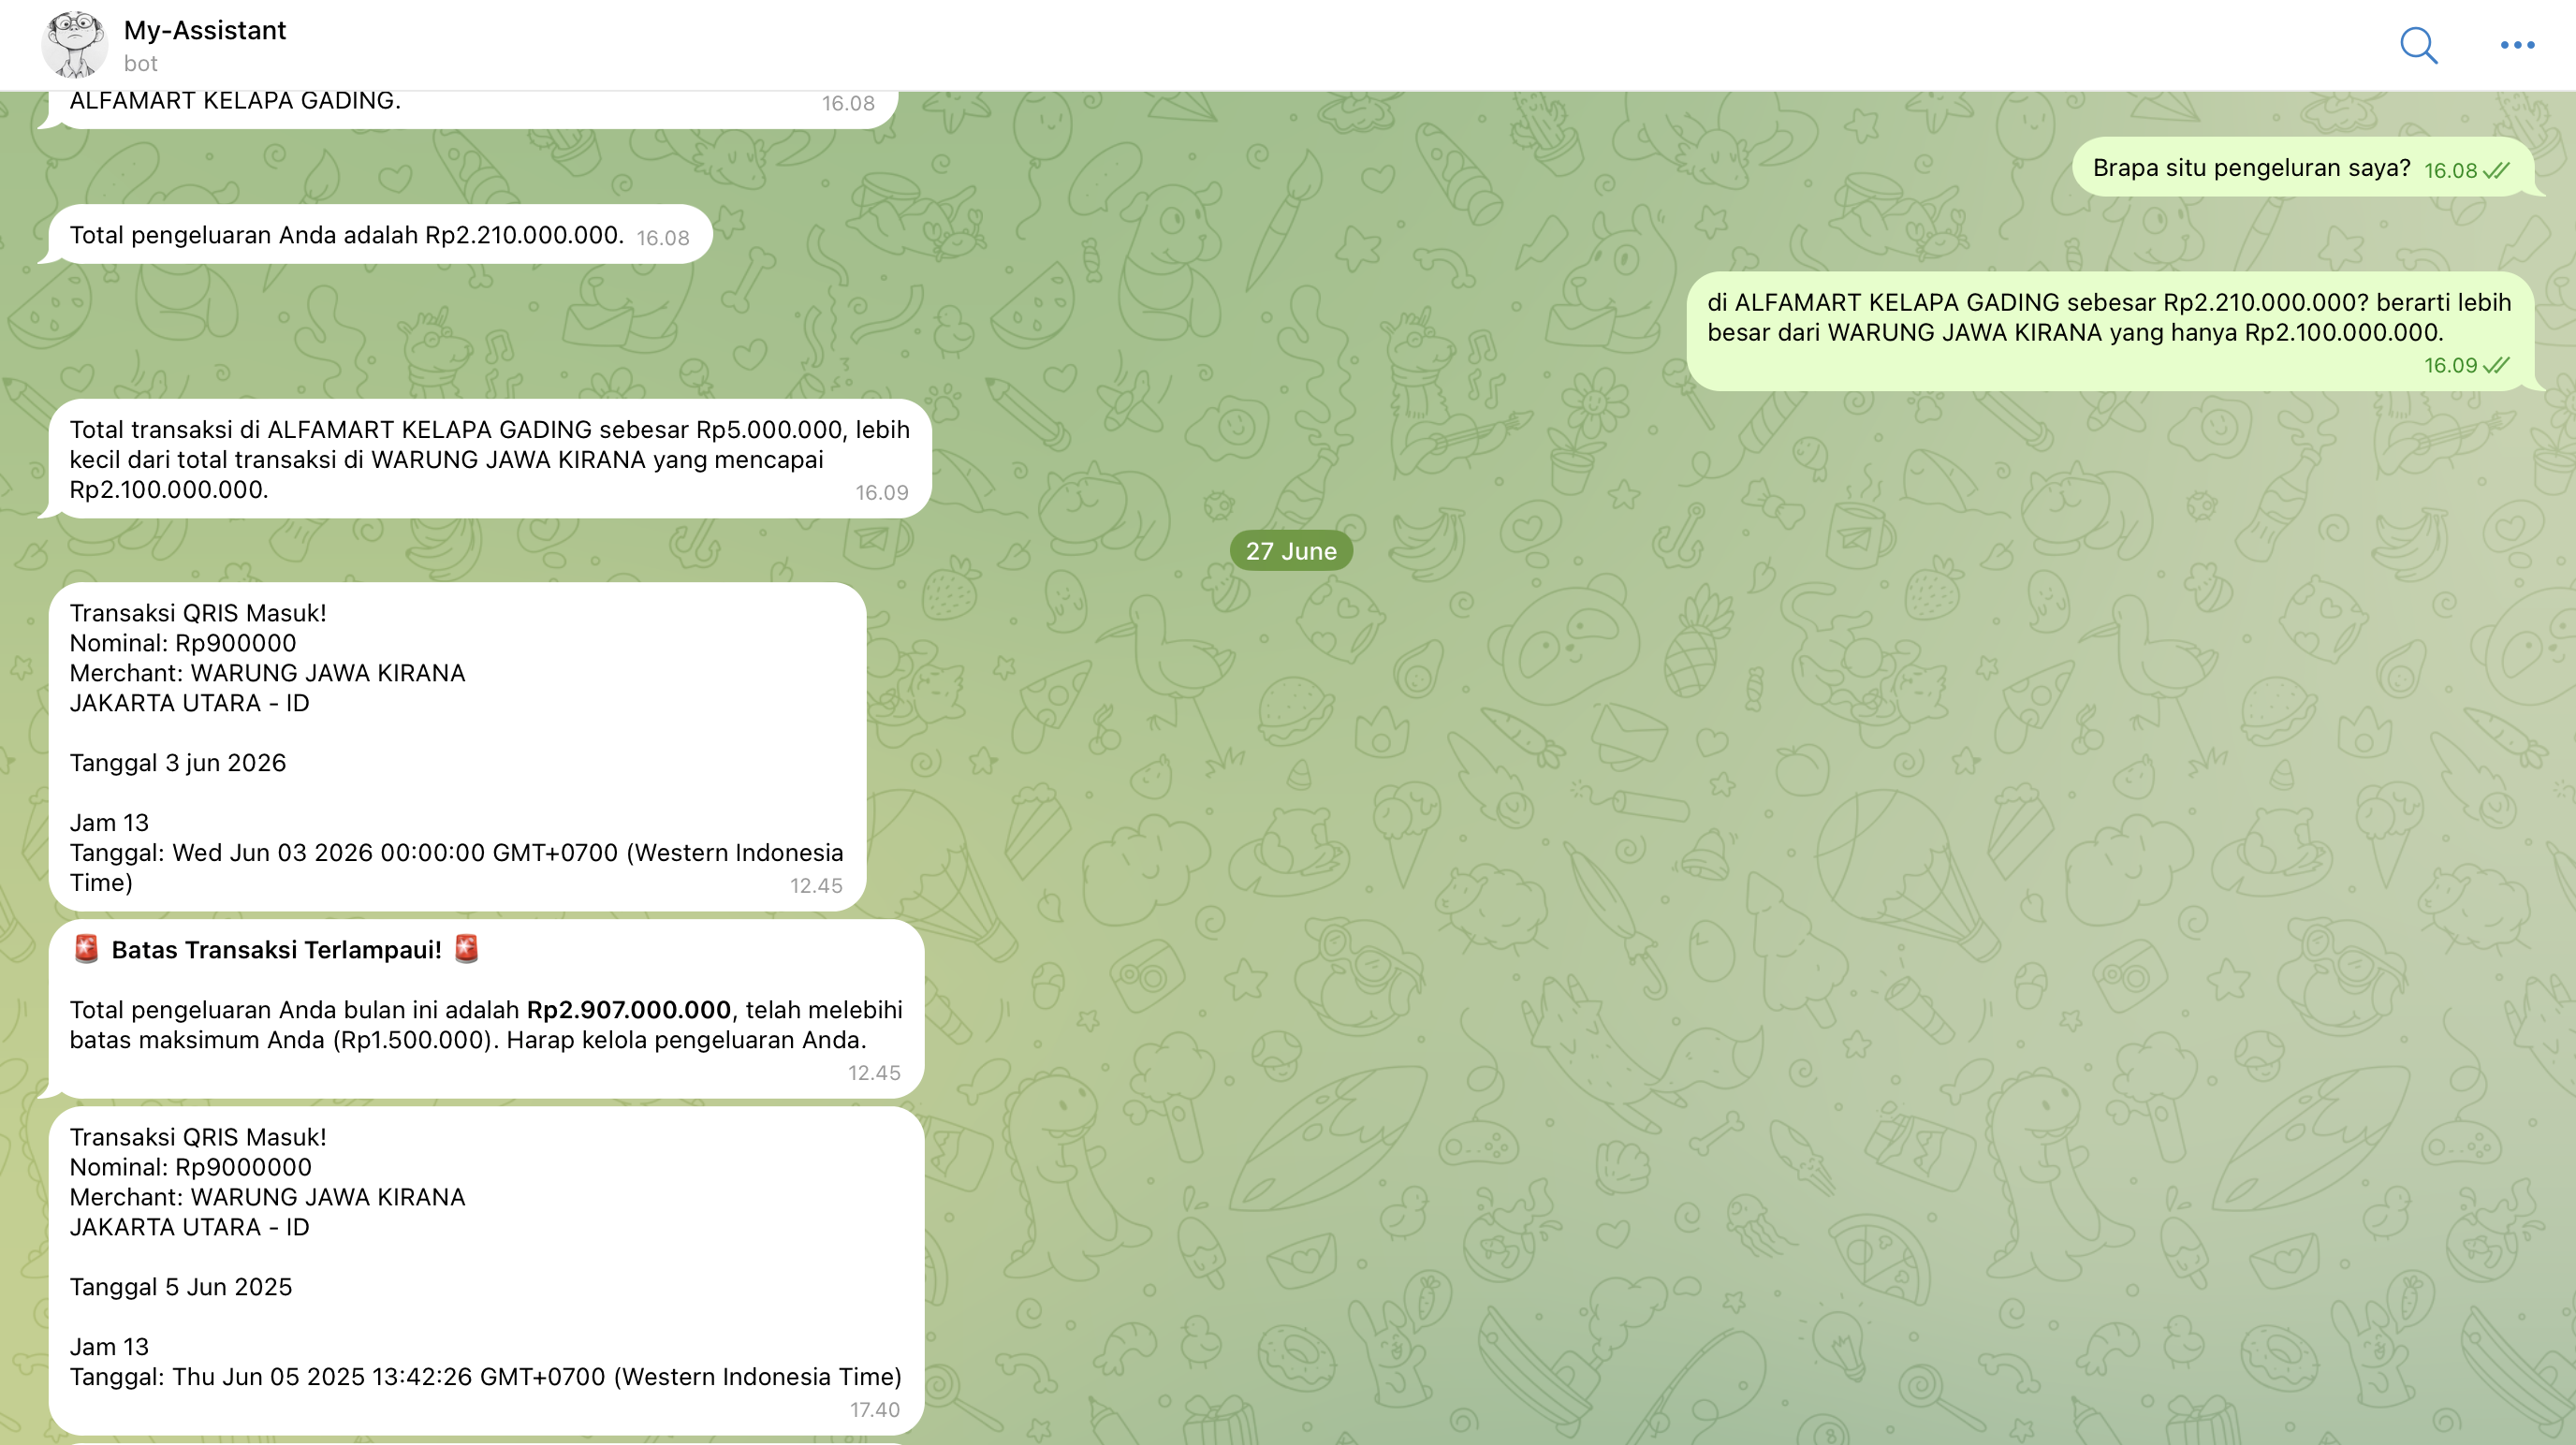 My-Assistant
bot
ALFAMART KELAPA GADING.
16.08
Brapa situ pengeluran saya?
16.08
Total pengeluaran Anda adalah Rp2.210.000.000.
16.08
di ALFAMART KELAPA GADING sebesar Rp2.210.000.000? berarti lebih
besar dari WARUNG JAWA KIRANA yang hanya Rp2.100.000.000.
16.09
Total transaksi di ALFAMART KELAPA GADING sebesar Rp5.000.000, lebih
kecil dari total transaksi di WARUNG JAWA KIRANA yang mencapai
Rp2.100.000.000.
16.09
27 June
Transaksi QRIS Masuk!
Nominal: Rp900000
Merchant: WARUNG JAWA KIRANA
JAKARTA UTARA - ID
Tanggal 3 jun 2026
Jam 13
Tanggal: Wed Jun 03 2026 00:00:00 GMT+0700 (Western Indonesia
Time)
12.45
🚨 Batas Transaksi Terlampaui! 🚨
Total pengeluaran Anda bulan ini adalah Rp2.907.000.000, telah melebihi
batas maksimum Anda (Rp1.500.000). Harap kelola pengeluaran Anda.
12.45
Transaksi QRIS Masuk!
Nominal: Rp9000000
Merchant: WARUNG JAWA KIRANA
JAKARTA UTARA - ID
Tanggal 5 Jun 2025
Jam 13
Tanggal: Thu Jun 05 2025 13:42:26 GMT+0700 (Western Indonesia Time)
17.40